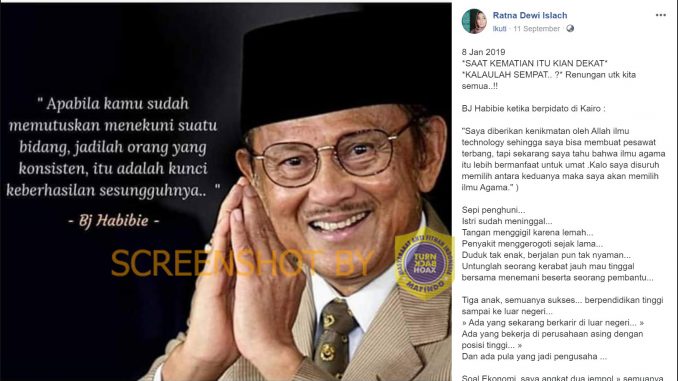 " Apabila kamu sudah
memutuskan menekuni suatu
bidang, jadilah orang yang
konsisten, itu adalah kunci
keberhasilan sesungguhnya.. "
- Bj Habibie -
SCREENSHOT BY
MASYARAKAT ANTI FITNAH INDONESIA
TURN
BACK
HOAX
MAFINDO
Ratna Dewi Islach
Ikuti · 11 September ·
8 Jan 2019
*SAAT KEMATIAN ITU KIAN DEKAT*
*KALAULAH SEMPAT.. ?* Renungan utk kita
semua..!!
BJ Habibie ketika berpidato di Kairo :
"Saya diberikan kenikmatan oleh Allah ilmu
technology sehingga saya bisa membuat pesawat
terbang, tapi sekarang saya tahu bahwa ilmu agama
itu lebih bermanfaat untuk umat .Kalo saya disuruh
memilih antara keduanya maka saya akan memilih
ilmu Agama." )
Sepi penghuni...
Istri sudah meninggal...
Tangan menggigil karena lemah...
Penyakit menggerogoti sejak lama...
Duduk tak enak, berjalan pun tak nyaman...
Untunglah seorang kerabat jauh mau tinggal
bersama menemani beserta seorang pembantu...
Tiga anak, semuanya sukses... berpendidikan tinggi
sampai ke luar negeri...
» Ada yang sekarang berkarir di luar negeri... »
Ada yang bekerja di perusahaan asing dengan
posisi tinggi... »
Dan ada pula yang jadi pengusaha ...
Soal Ekonomi, saya angkat dua jempol » semuanya